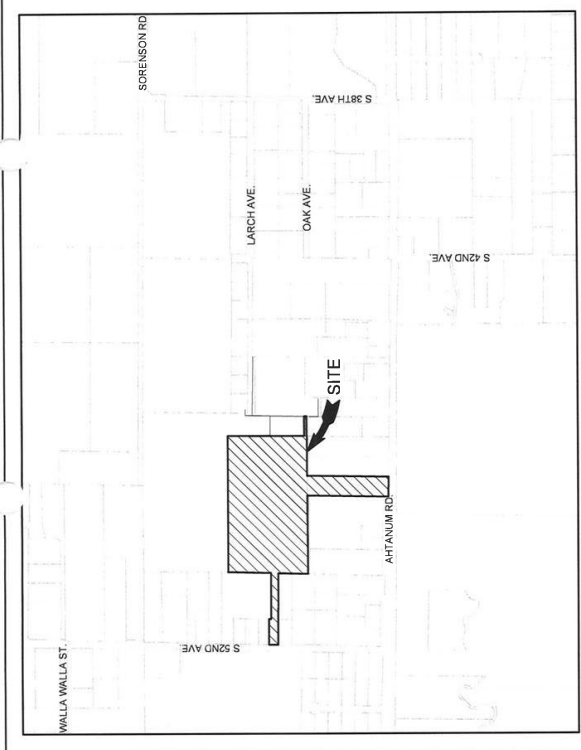 SORENSON RD
S 38TH AVE.
LARCH AVE.
OAK AVE.
S 42ND AVE.
SITE
AHTANUM RD.
S 52ND AVE
WALLA WALLA ST.